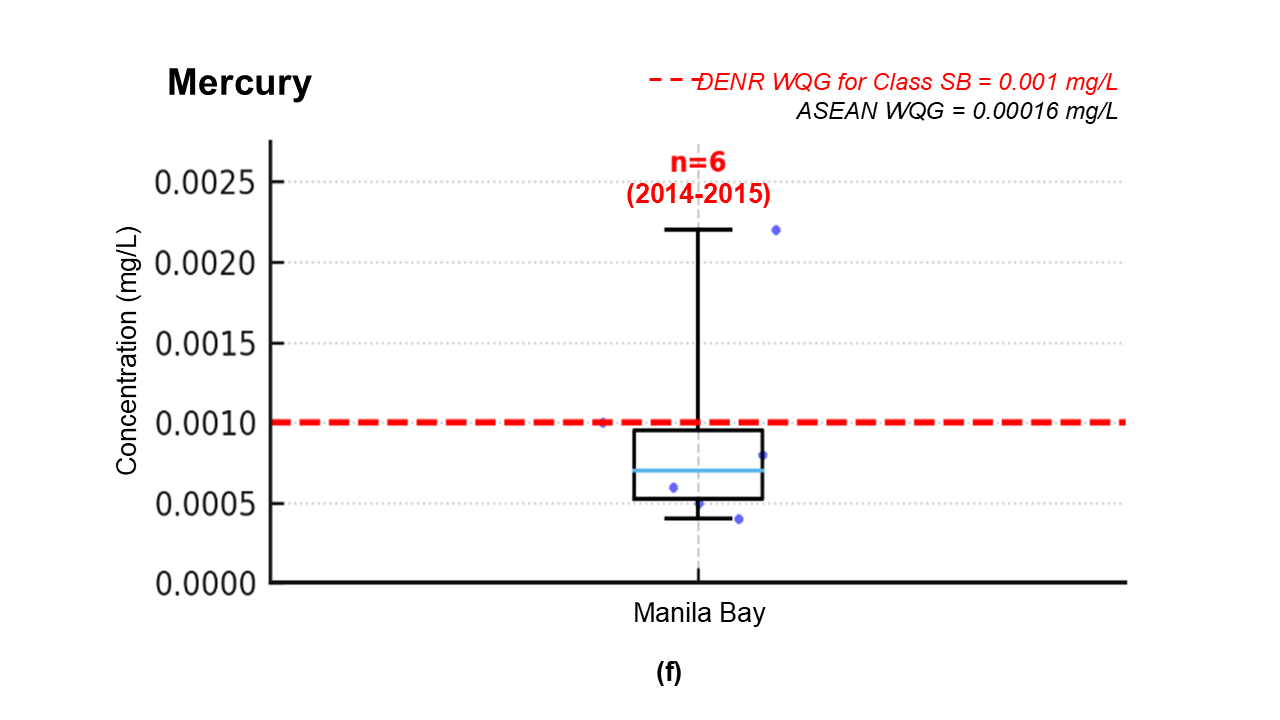 Mercury
DENR WQG for Class SB = 0.001 mg/L
ASEAN WQG = 0.00016 mg/L
n=6
(2014-2015)
Concentration (mg/L)
0.0025
0.0020
0.0015
0.0010
0.0005
0.0000
Manila Bay
(f)